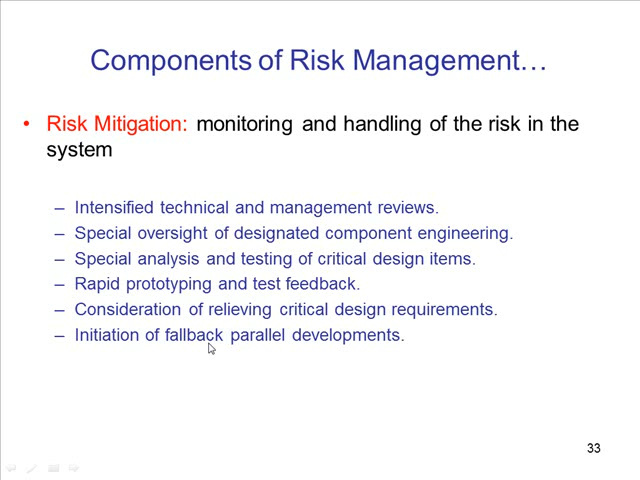 Components of Risk Management…
• Risk Mitigation: monitoring and handling of the risk in the
system
– Intensified technical and management reviews.
– Special oversight of designated component engineering.
– Special analysis and testing of critical design items.
– Rapid prototyping and test feedback.
– Consideration of relieving critical design requirements.
– Initiation of fallback parallel developments.
33